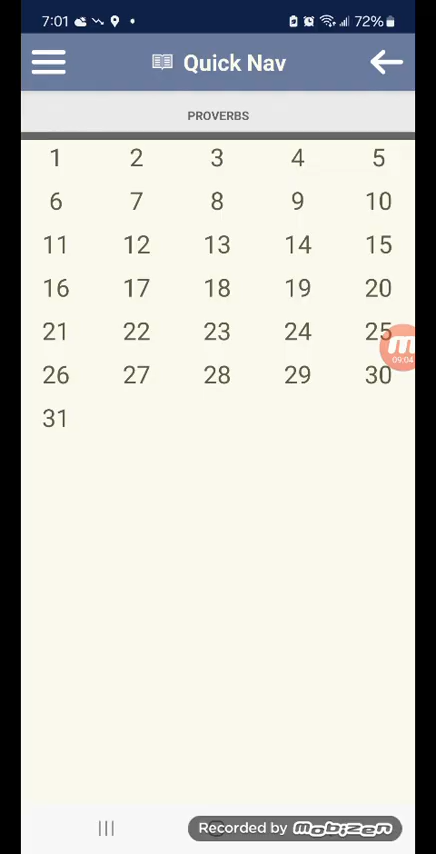 7:01 72%
Quick Nav
PROVERBS
1 2 3 4 5
6 7 8 9 10
11 12 13 14 15
16 17 18 19 20
21 22 23 24 25
26 27 28 29 30
31
m
09:04
Recorded by mobizen